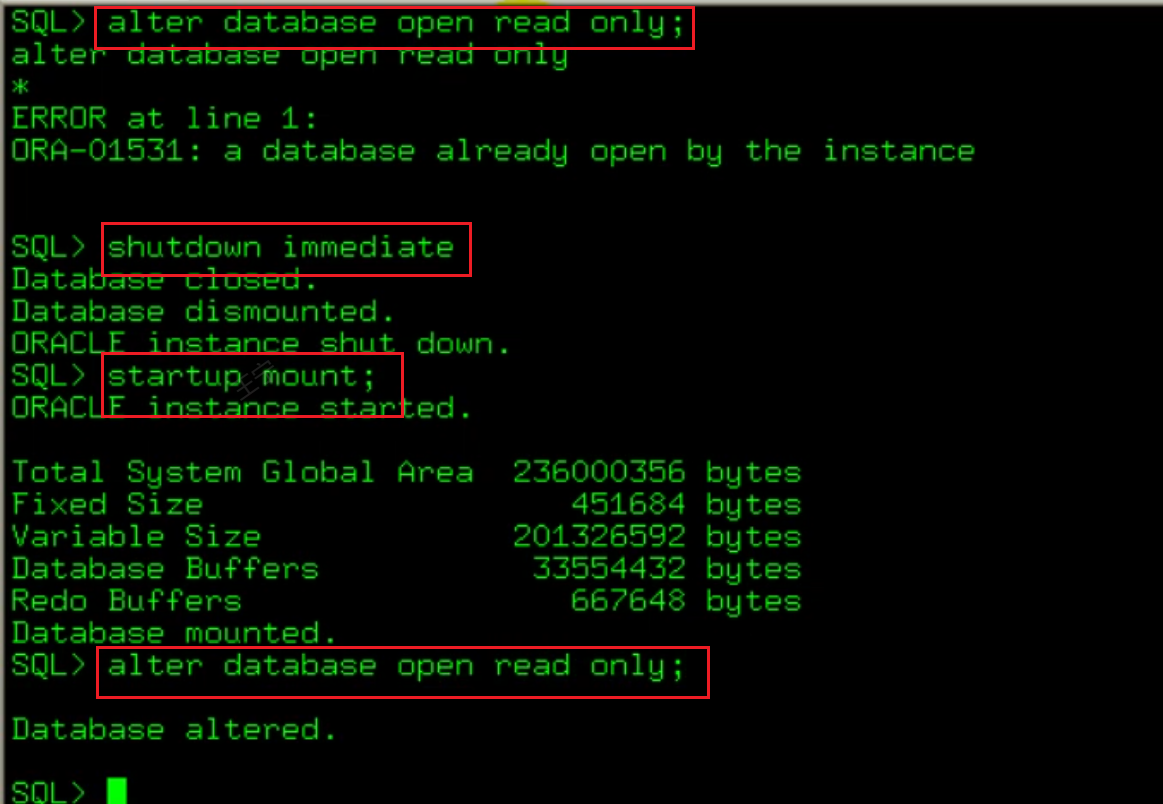 SQL> alter database open read only;
alter database open read only
*
ERROR at line 1:
ORA-01531: a database already open by the instance
SQL> shutdown immediate
Database closed.
Database dismounted.
ORACLE instance shut down.
SQL> startup mount;
ORACLE instance started.
Total System Global Area 236000356 bytes
Fixed Size 451684 bytes
Variable Size 201326592 bytes
Database Buffers 33554432 bytes
Redo Buffers 667648 bytes
Database mounted.
SQL> alter database open read only;
Database altered.
SQL>